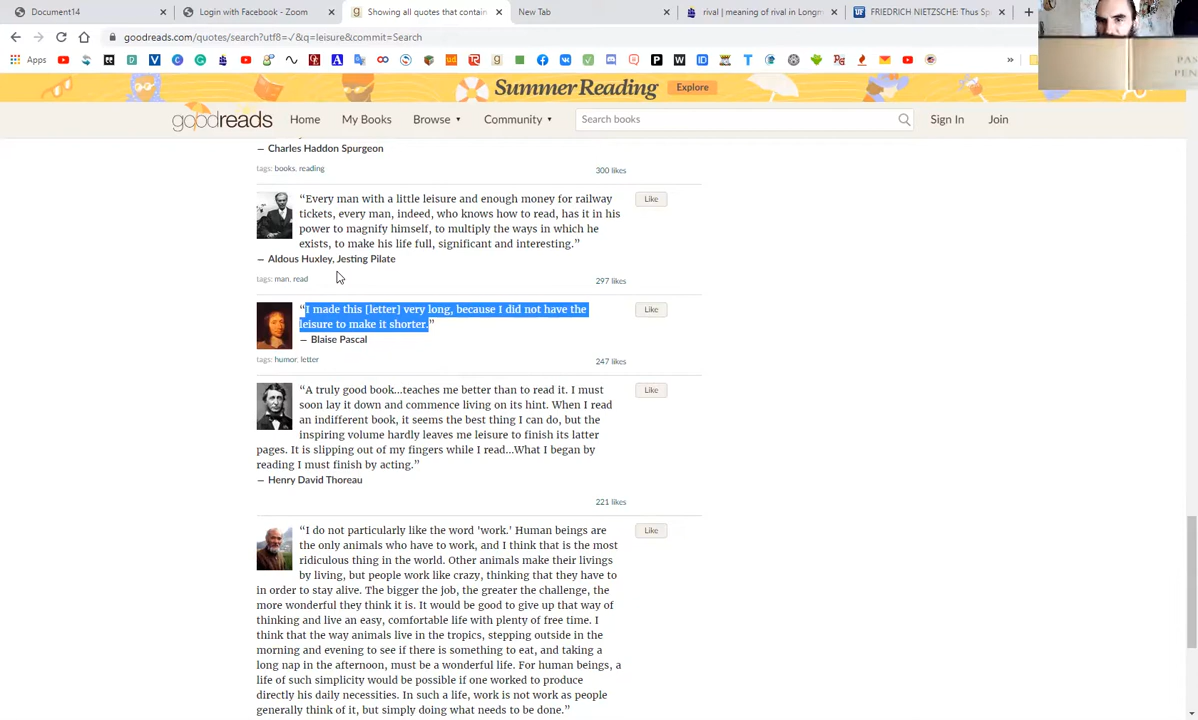 Document14
Login with Facebook - Zoom
Showing all quotes that contain
New Tab
rival | meaning of rival in Longm
FRIEDRICH NIETZSCHE: Thus Sp
goodreads.com/quotes/search?utf8=✓&q=leisure&commit=Search
Apps
Summer Reading Explore
goodreads Home My Books Browse Community Search books Sign In Join
— Charles Haddon Spurgeon
tags: books, reading 300 likes
“Every man with a little leisure and enough money for railway Like
tickets, every man, indeed, who knows how to read, has it in his
power to magnify himself, to multiply the ways in which he
exists, to make his life full, significant and interesting.”
— Aldous Huxley, Jesting Pilate
tags: man, read 297 likes
“I made this [letter] very long, because I did not have the Like
leisure to make it shorter.”
— Blaise Pascal
tags: humor, letter 247 likes
“A truly good book...teaches me better than to read it. I must Like
soon lay it down and commence living on its hint. When I read
an indifferent book, it seems the best thing I can do, but the
inspiring volume hardly leaves me leisure to finish its latter
pages. It is slipping out of my fingers while I read...What I began by
reading I must finish by acting.”
— Henry David Thoreau
221 likes
“I do not particularly like the word 'work.' Human beings are Like
the only animals who have to work, and I think that is the most
ridiculous thing in the world. Other animals make their livings
by living, but people work like crazy, thinking that they have to
in order to stay alive. The bigger the job, the greater the challenge, the
more wonderful they think it is. It would be good to give up that way of
thinking and live an easy, comfortable life with plenty of free time. I
think that the way animals live in the tropics, stepping outside in the
morning and evening to see if there is something to eat, and taking a
long nap in the afternoon, must be a wonderful life. For human beings, a
life of such simplicity would be possible if one worked to produce
directly his daily necessities. In such a life, work is not work as people
generally think of it, but simply doing what needs to be done.”